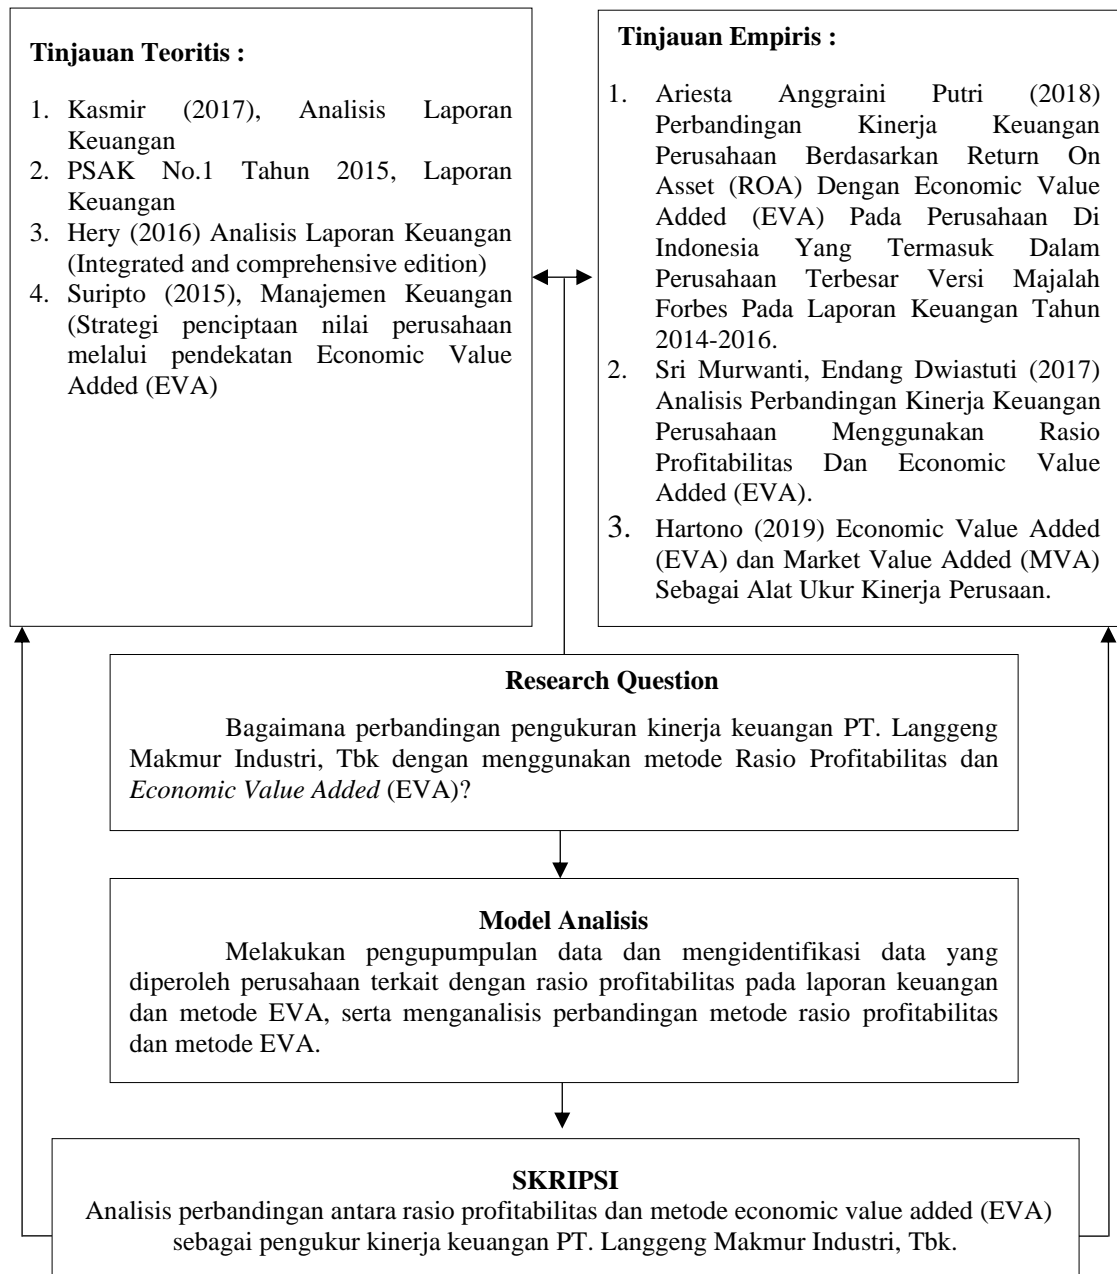 Tinjauan Teoritis :
1. Kasmir (2017), Analisis Laporan
Keuangan
2. PSAK No.1 Tahun 2015, Laporan
Keuangan
3. Hery (2016) Analisis Laporan Keuangan
(Integrated and comprehensive edition)
4. Suripto (2015), Manajemen Keuangan
(Strategi penciptaan nilai perusahaan
melalui pendekatan Economic Value
Added (EVA)
Tinjauan Empiris :
1. Ariesta Anggraini Putri (2018)
Perbandingan Kinerja Keuangan
Perusahaan Berdasarkan Return On
Asset (ROA) Dengan Economic Value
Added (EVA) Pada Perusahaan Di
Indonesia Yang Termasuk Dalam
Perusahaan Terbesar Versi Majalah
Forbes Pada Laporan Keuangan Tahun
2014-2016.
2. Sri Murwanti, Endang Dwiastuti (2017)
Analisis Perbandingan Kinerja Keuangan
Perusahaan Menggunakan Rasio
Profitabilitas Dan Economic Value
Added (EVA).
3. Hartono (2019) Economic Value Added
(EVA) dan Market Value Added (MVA)
Sebagai Alat Ukur Kinerja Perusaan.
Research Question
Bagaimana perbandingan pengukuran kinerja keuangan PT. Langgeng
Makmur Industri, Tbk dengan menggunakan metode Rasio Profitabilitas dan
Economic Value Added (EVA)?
Model Analisis
Melakukan pengupumpulan data dan mengidentifikasi data yang
diperoleh perusahaan terkait dengan rasio profitabilitas pada laporan keuangan
dan metode EVA, serta menganalisis perbandingan metode rasio profitabilitas
dan metode EVA.
SKRIPSI
Analisis perbandingan antara rasio profitabilitas dan metode economic value added (EVA)
sebagai pengukur kinerja keuangan PT. Langgeng Makmur Industri, Tbk.